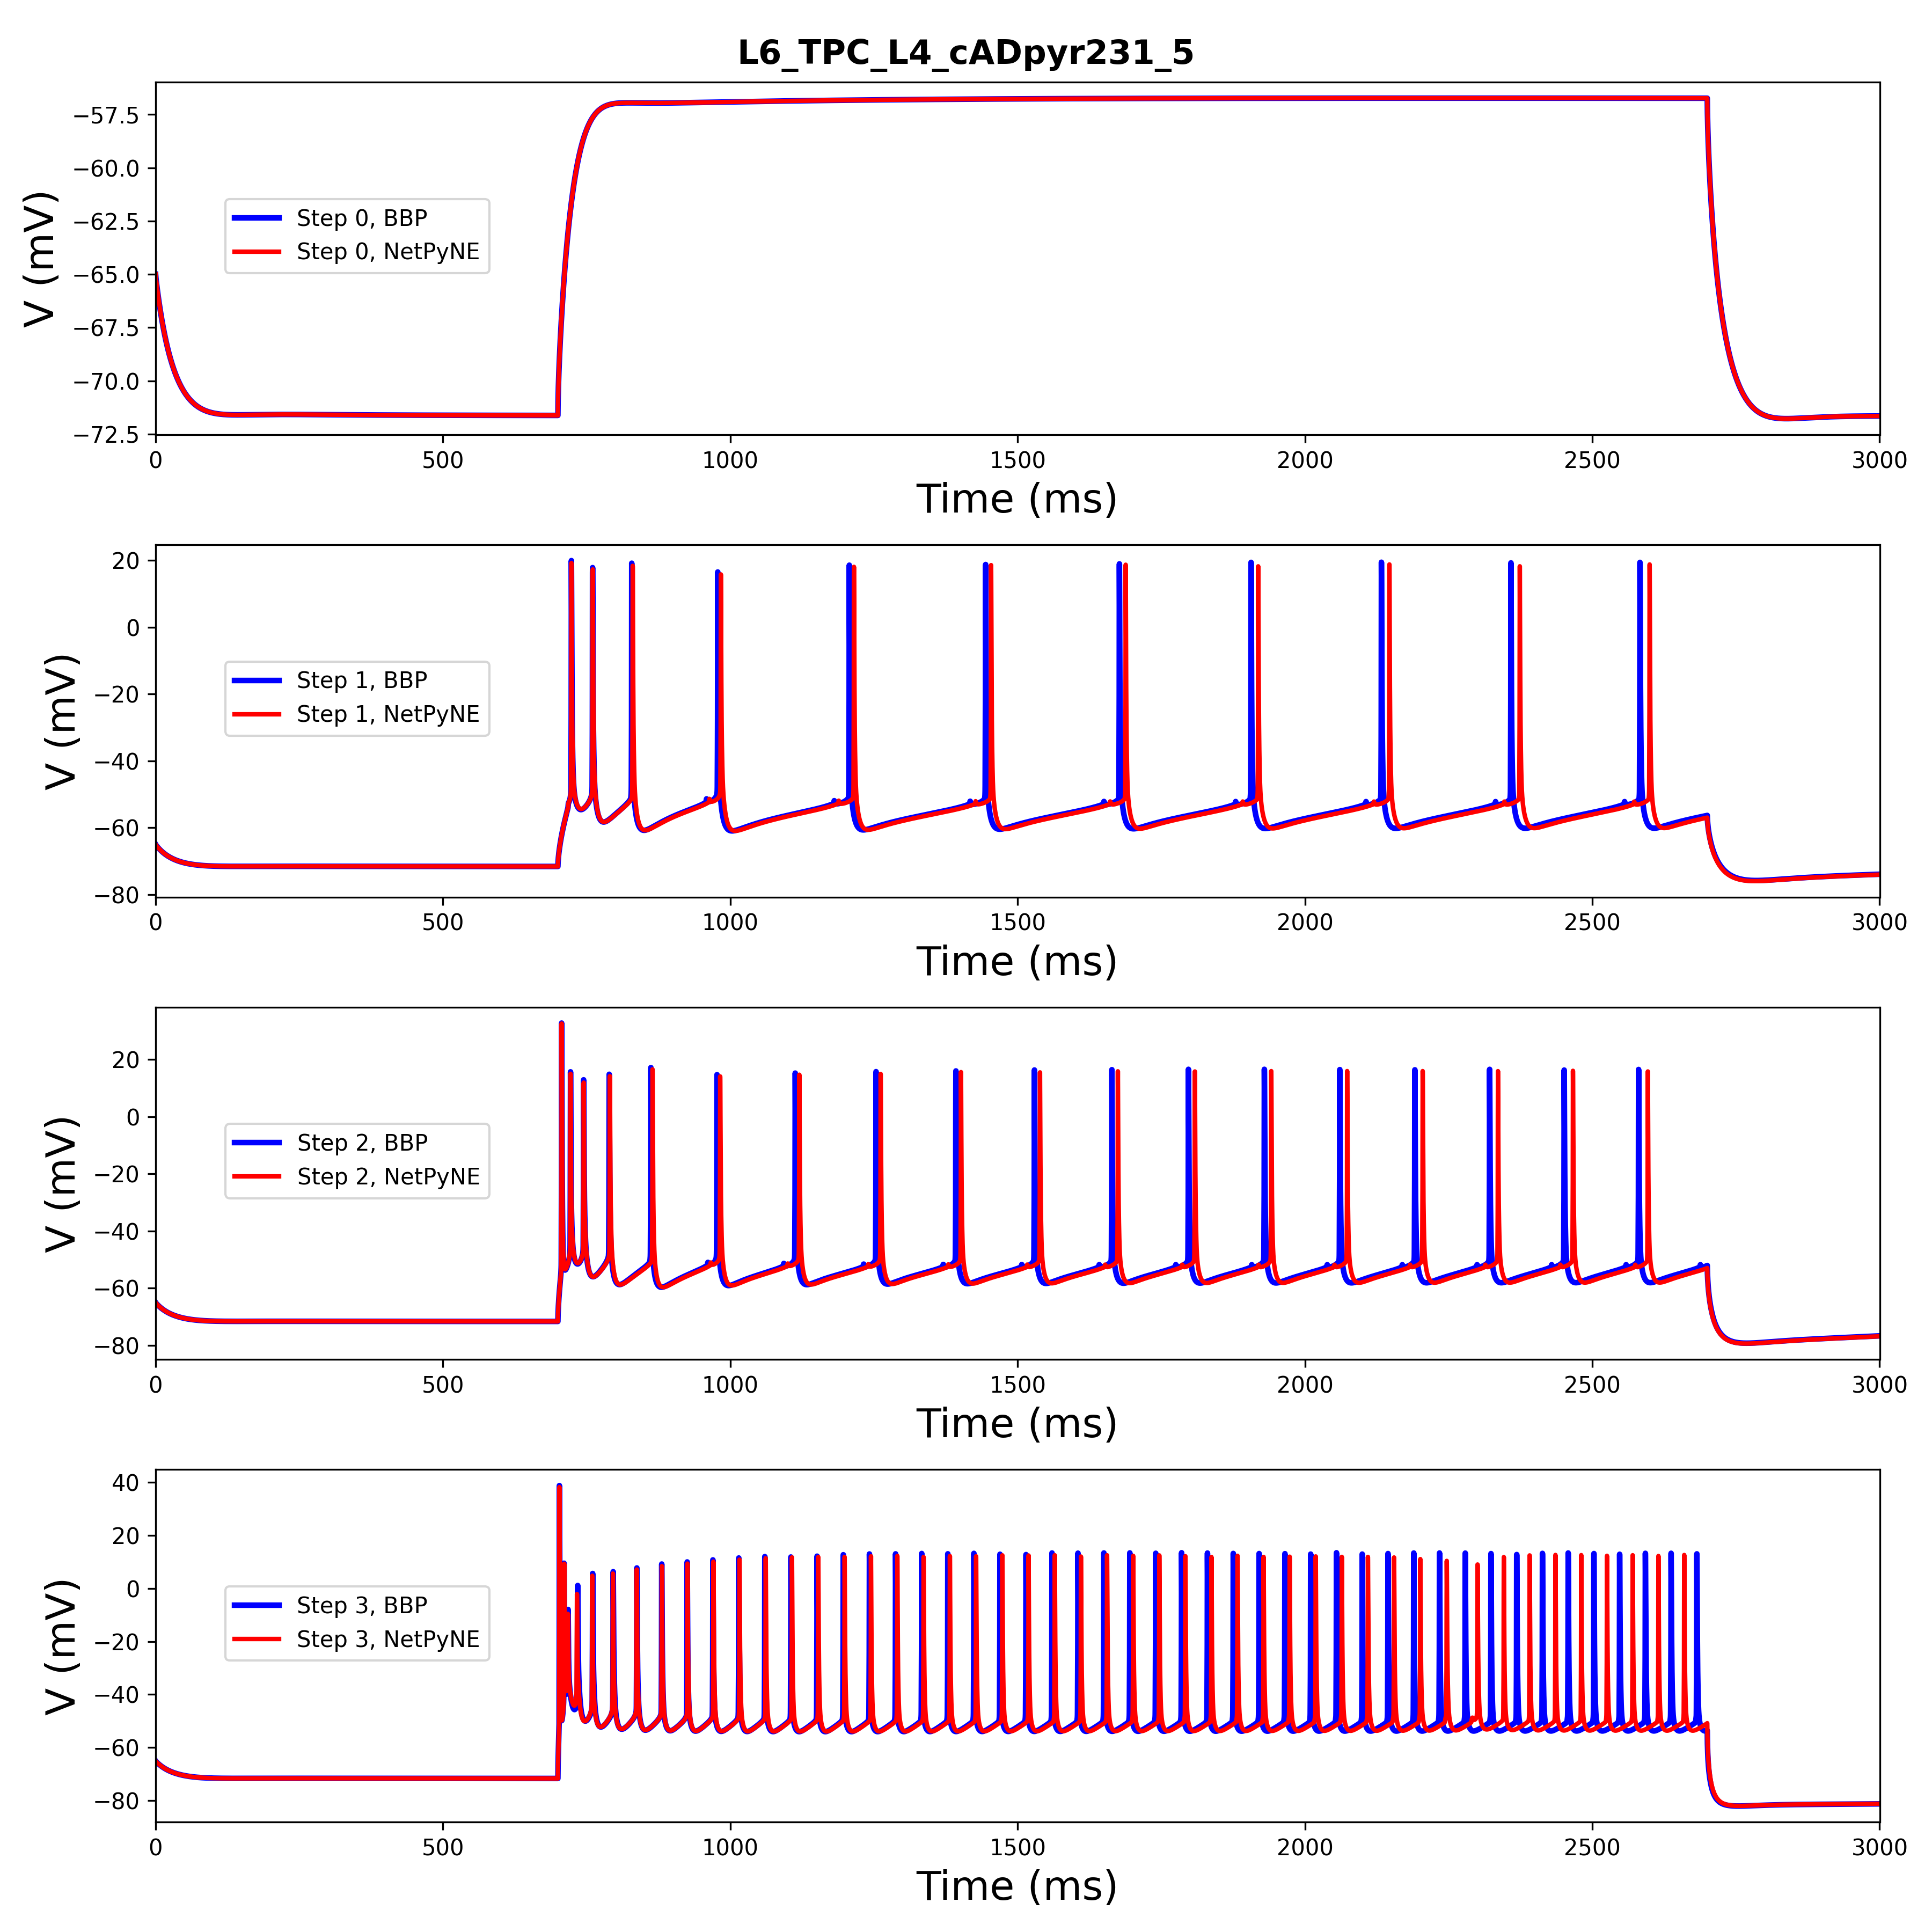 L6_TPC_L4_cADpyr231_5
−57.5
−60.0
−62.5
−65.0
−67.5
−70.0
−72.5
V (mV)
Step 0, BBP
Step 0, NetPyNE
0 500 1000 1500 2000 2500 3000
Time (ms)
20
0
−20
−40
−60
−80
V (mV)
Step 1, BBP
Step 1, NetPyNE
0 500 1000 1500 2000 2500 3000
Time (ms)
20
0
−20
−40
−60
−80
V (mV)
Step 2, BBP
Step 2, NetPyNE
0 500 1000 1500 2000 2500 3000
Time (ms)
40
20
0
−20
−40
−60
−80
V (mV)
Step 3, BBP
Step 3, NetPyNE
0 500 1000 1500 2000 2500 3000
Time (ms)